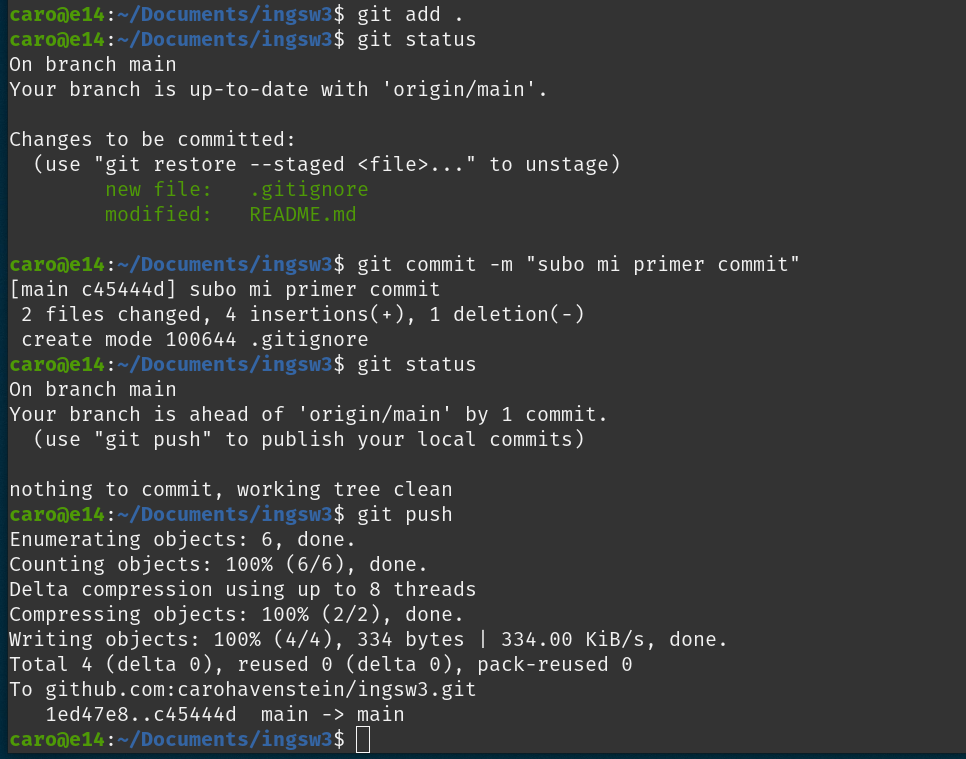 caro@e14:~/Documents/ingsw3$ git add .
caro@e14:~/Documents/ingsw3$ git status
On branch main
Your branch is up-to-date with 'origin/main'.

Changes to be committed:
  (use "git restore --staged <file>..." to unstage)
        new file:   .gitignore
        modified:   README.md

caro@e14:~/Documents/ingsw3$ git commit -m "subo mi primer commit"
[main c45444d] subo mi primer commit
 2 files changed, 4 insertions(+), 1 deletion(-)
 create mode 100644 .gitignore
caro@e14:~/Documents/ingsw3$ git status
On branch main
Your branch is ahead of 'origin/main' by 1 commit.
  (use "git push" to publish your local commits)

nothing to commit, working tree clean
caro@e14:~/Documents/ingsw3$ git push
Enumerating objects: 6, done.
Counting objects: 100% (6/6), done.
Delta compression using up to 8 threads
Compressing objects: 100% (2/2), done.
Writing objects: 100% (4/4), 334 bytes | 334.00 KiB/s, done.
Total 4 (delta 0), reused 0 (delta 0), pack-reused 0
To github.com:carohavenstein/ingsw3.git
   1ed47e8..c45444d  main -> main
caro@e14:~/Documents/ingsw3$